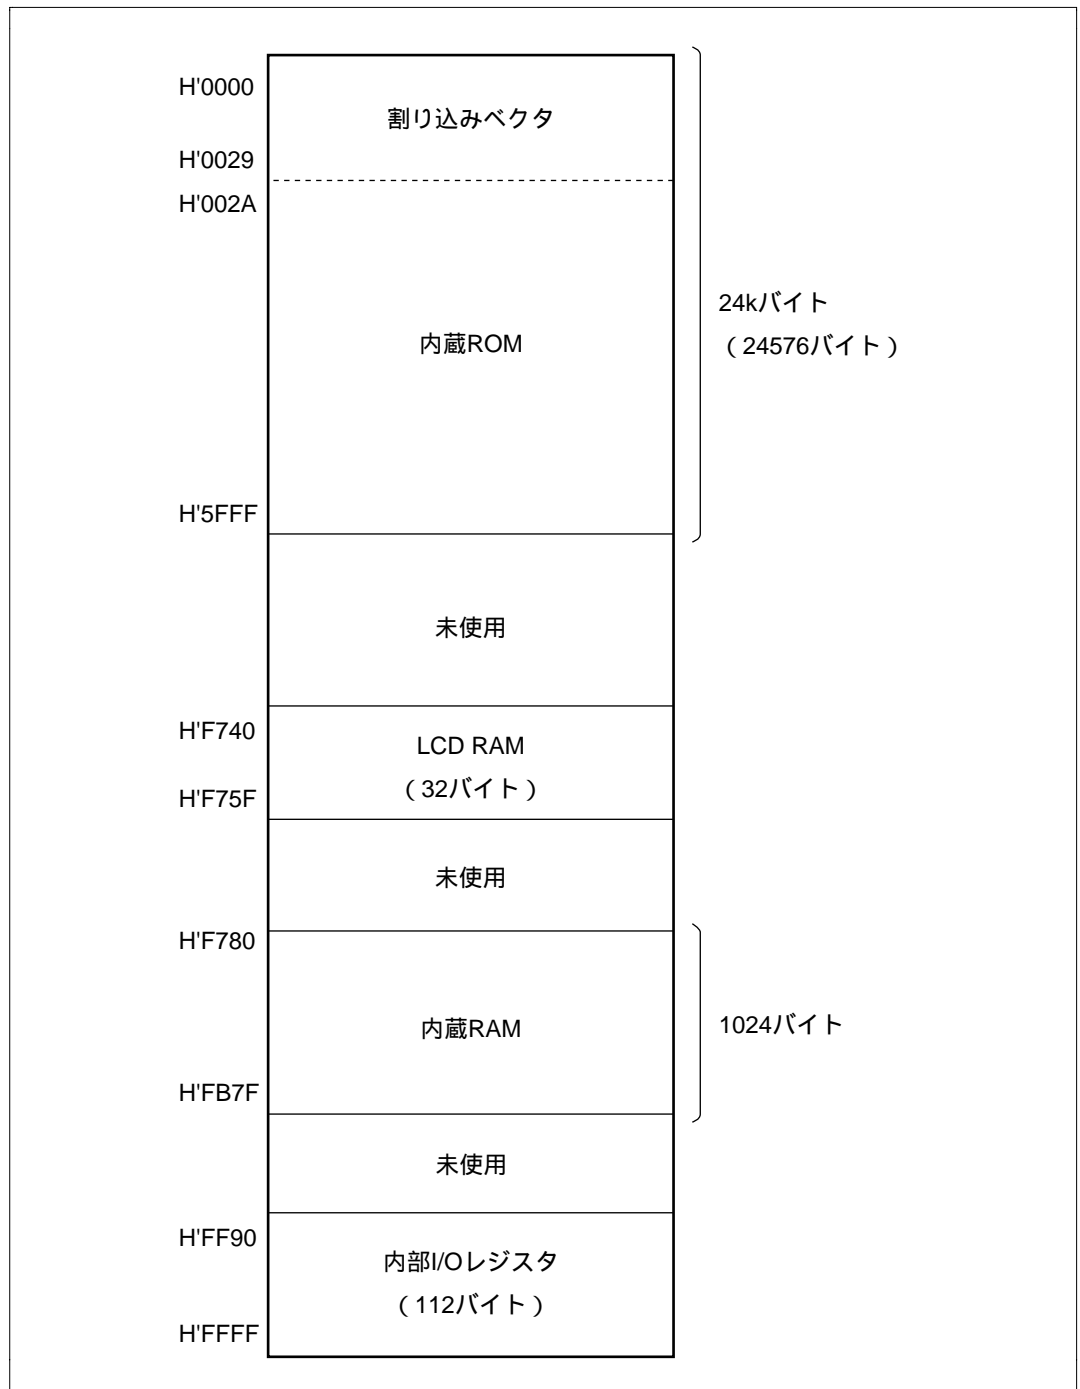 H'0000
割り込みベクタ
H'0029
H'002A
内蔵ROM
24kバイト
（24576バイト）
H'5FFF
未使用
H'F740
LCD RAM
（32バイト）
H'F75F
未使用
H'F780
内蔵RAM
1024バイト
H'FB7F
未使用
H'FF90
内部I/Oレジスタ
（112バイト）
H'FFFF